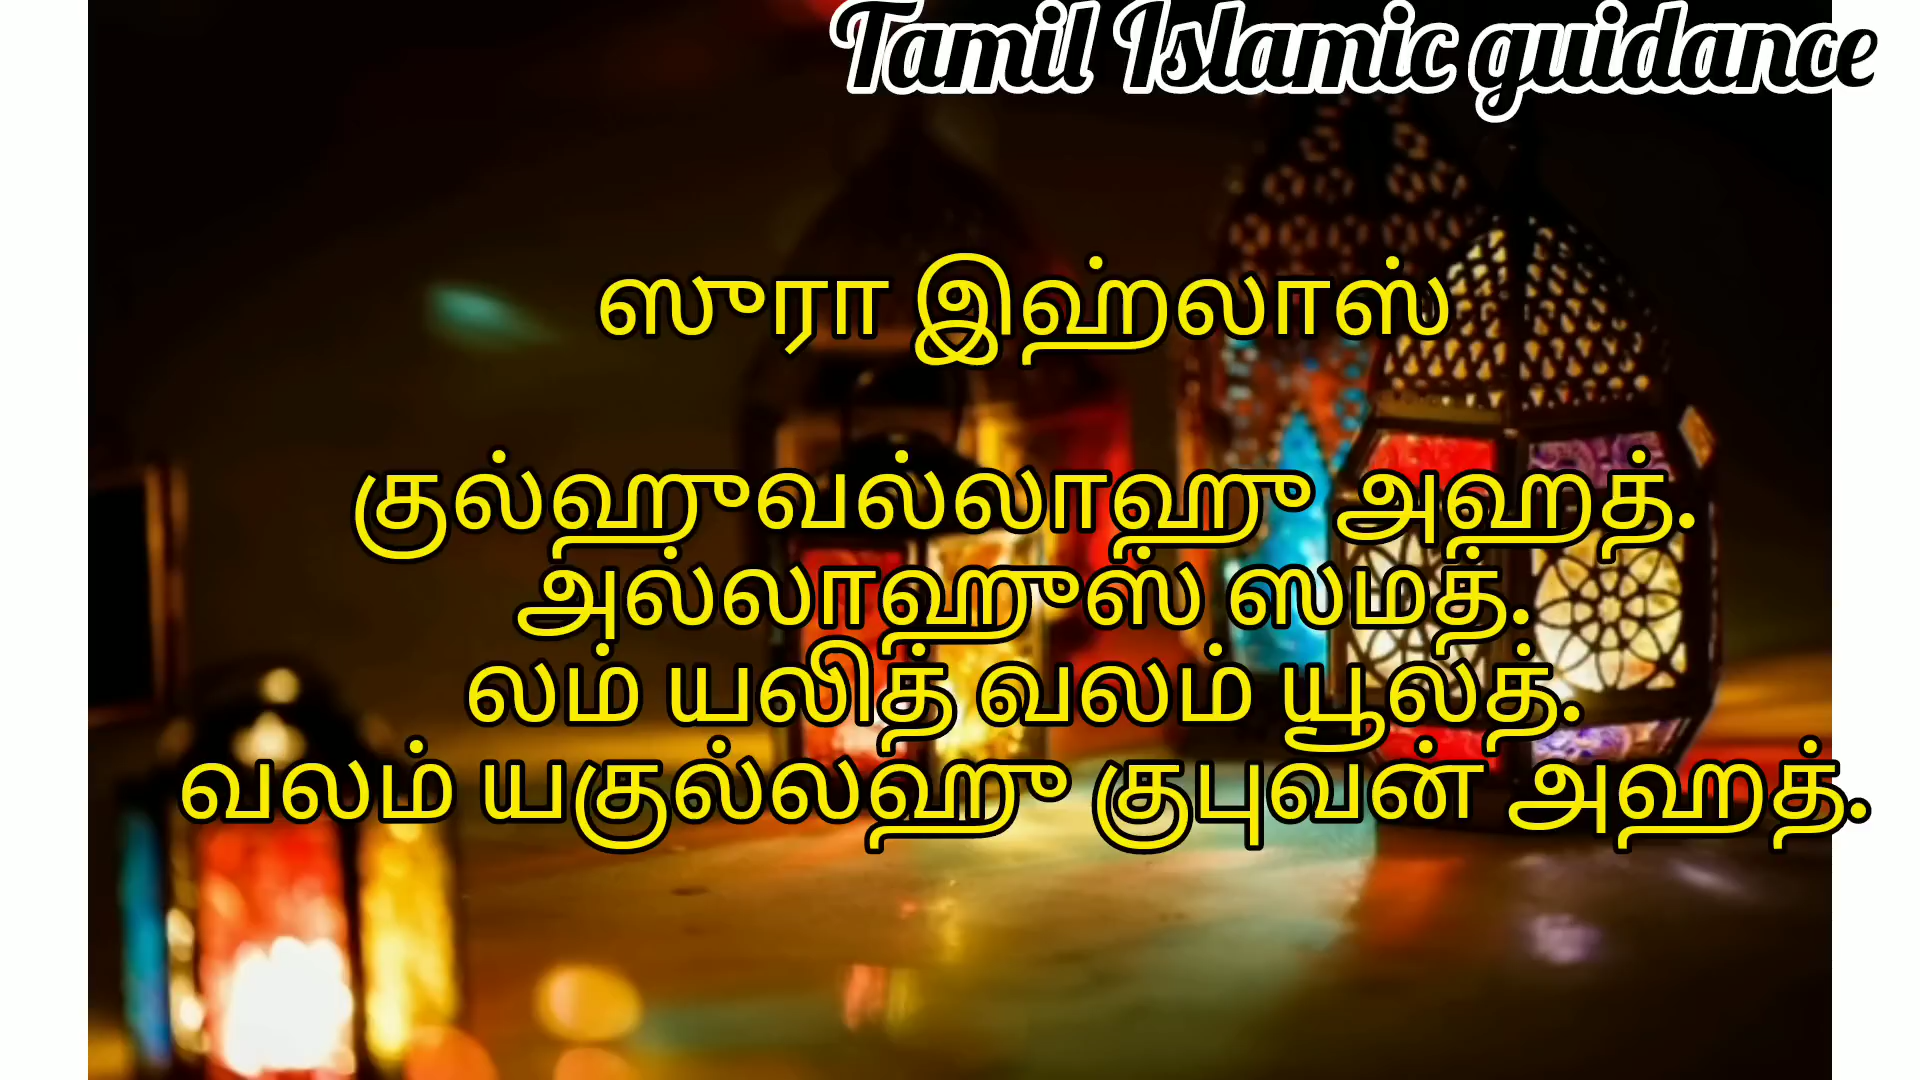 Tamil Islamic guidance
ஸுரா இஹ்லாஸ்
குல்ஹுவல்லாஹு அஹத்.
அல்லாஹுஸ் ஸமத்.
லம் யலித் வலம் யூலத்.
வலம் யகுல்லஹு குபுவன் அஹத்.